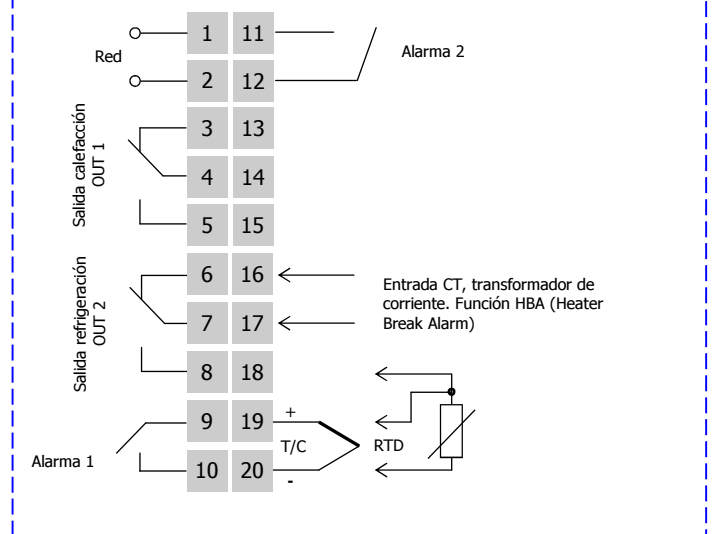 1 11
Red
Alarma 2
2 12
Salida calefacción
OUT 1
3 13
4 14
5 15
Salida refrigeración
OUT 2
6 16
7 17
Entrada CT, transformador de
corriente. Función HBA (Heater
Break Alarm)
8 18
9 19
+
T/C
RTD
Alarma 1
10 20
-